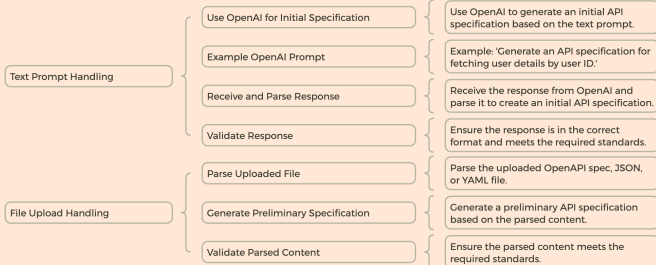 Text Prompt Handling
Use OpenAI for Initial Specification
Use OpenAI to generate an initial API
specification based on the text prompt.
Example OpenAI Prompt
Example: 'Generate an API specification for
fetching user details by user ID.'
Receive and Parse Response
Receive the response from OpenAI and
parse it to create an initial API specification.
Validate Response
Ensure the response is in the correct
format and meets the required standards.
File Upload Handling
Parse Uploaded File
Parse the uploaded OpenAPI spec, JSON,
or YAML file.
Generate Preliminary Specification
Generate a preliminary API specification
based on the parsed content.
Validate Parsed Content
Ensure the parsed content meets the
required standards.